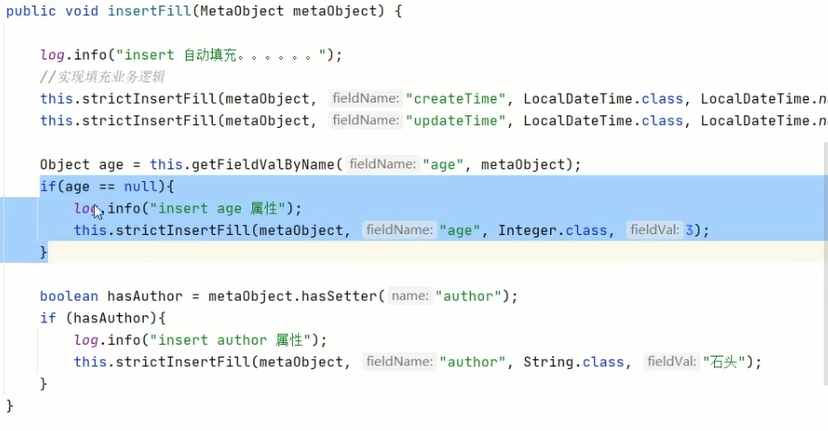 public void insertFill(MetaObject metaObject) {
log.info("insert 自动填充。。。。。。");
//实现填充业务逻辑
this.strictInsertFill(metaObject, fieldName: "createTime", LocalDateTime.class, LocalDateTime.n
this.strictInsertFill(metaObject, fieldName: "updateTime", LocalDateTime.class, LocalDateTime.n
Object age = this.getFieldValByName( fieldName: "age", metaObject);
if(age == null){
log.info("insert age 属性");
this.strictInsertFill(metaObject, fieldName: "age", Integer.class, fieldVal: 3);
}
boolean hasAuthor = metaObject.hasSetter( name: "author");
if (hasAuthor){
log.info("insert author 属性");
this.strictInsertFill(metaObject, fieldName: "author", String.class, fieldVal: "石头");
}
}